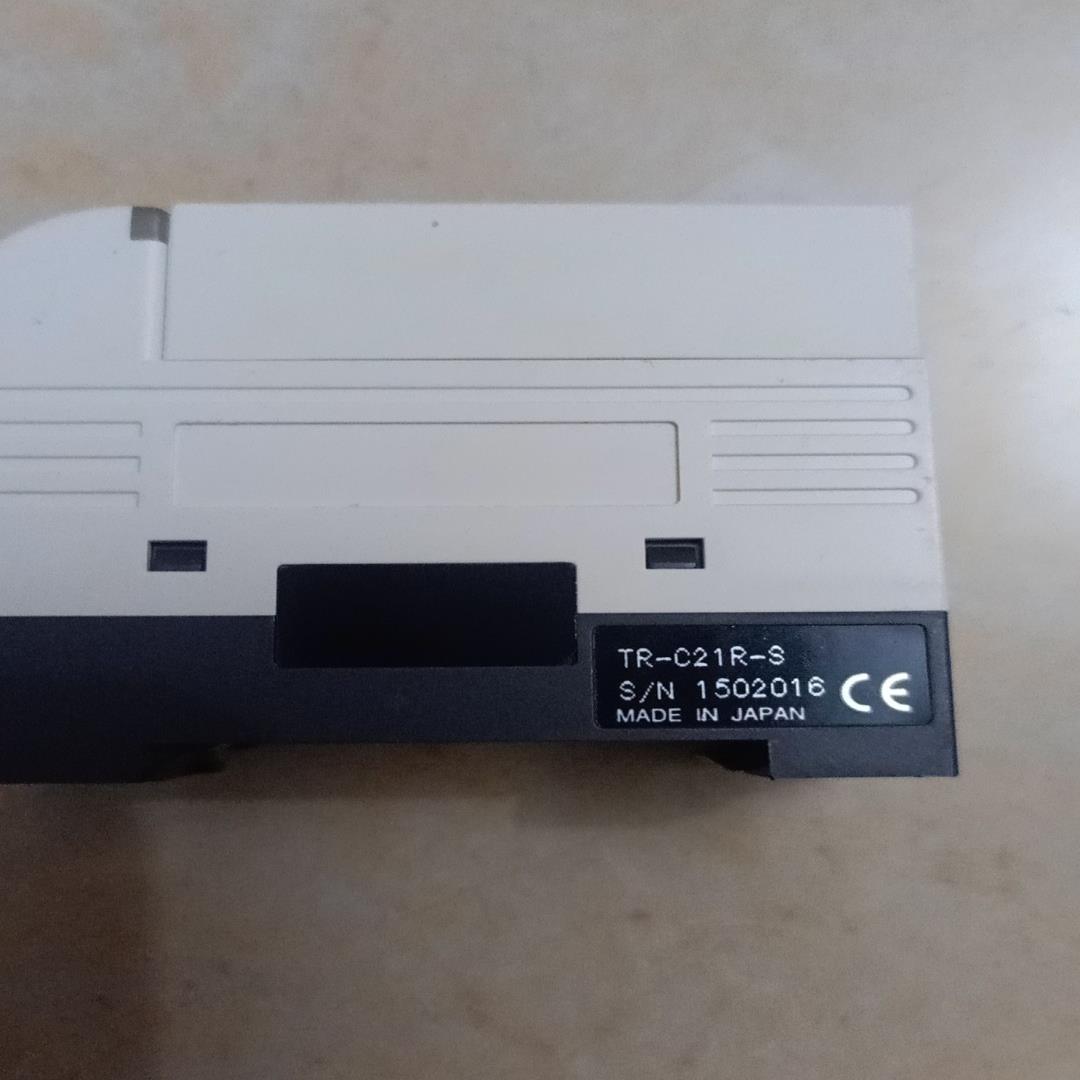 TR-C21R-S
S/N 1502016
MADE IN JAPAN
CE